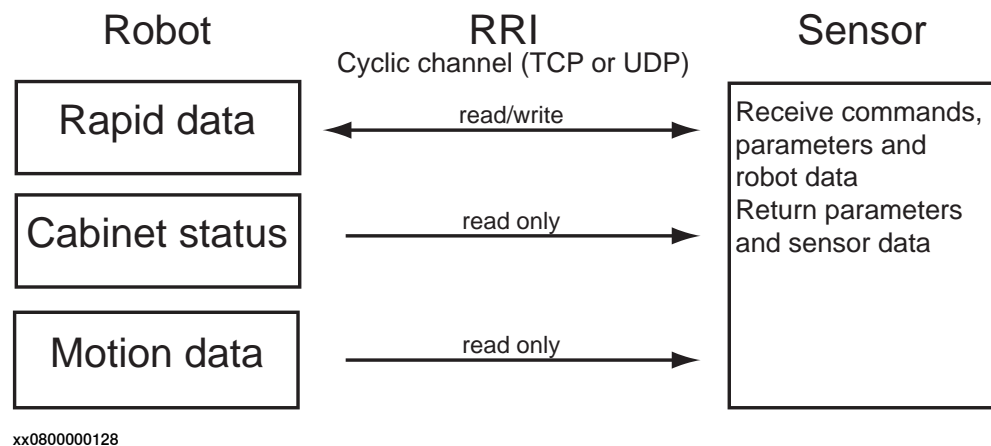 Robot
RRI
Sensor
Cyclic channel (TCP or UDP)
Rapid data
read/write
Receive commands,
parameters and
robot data
Return parameters
and sensor data
Cabinet status
read only
Motion data
read only
xx0800000128